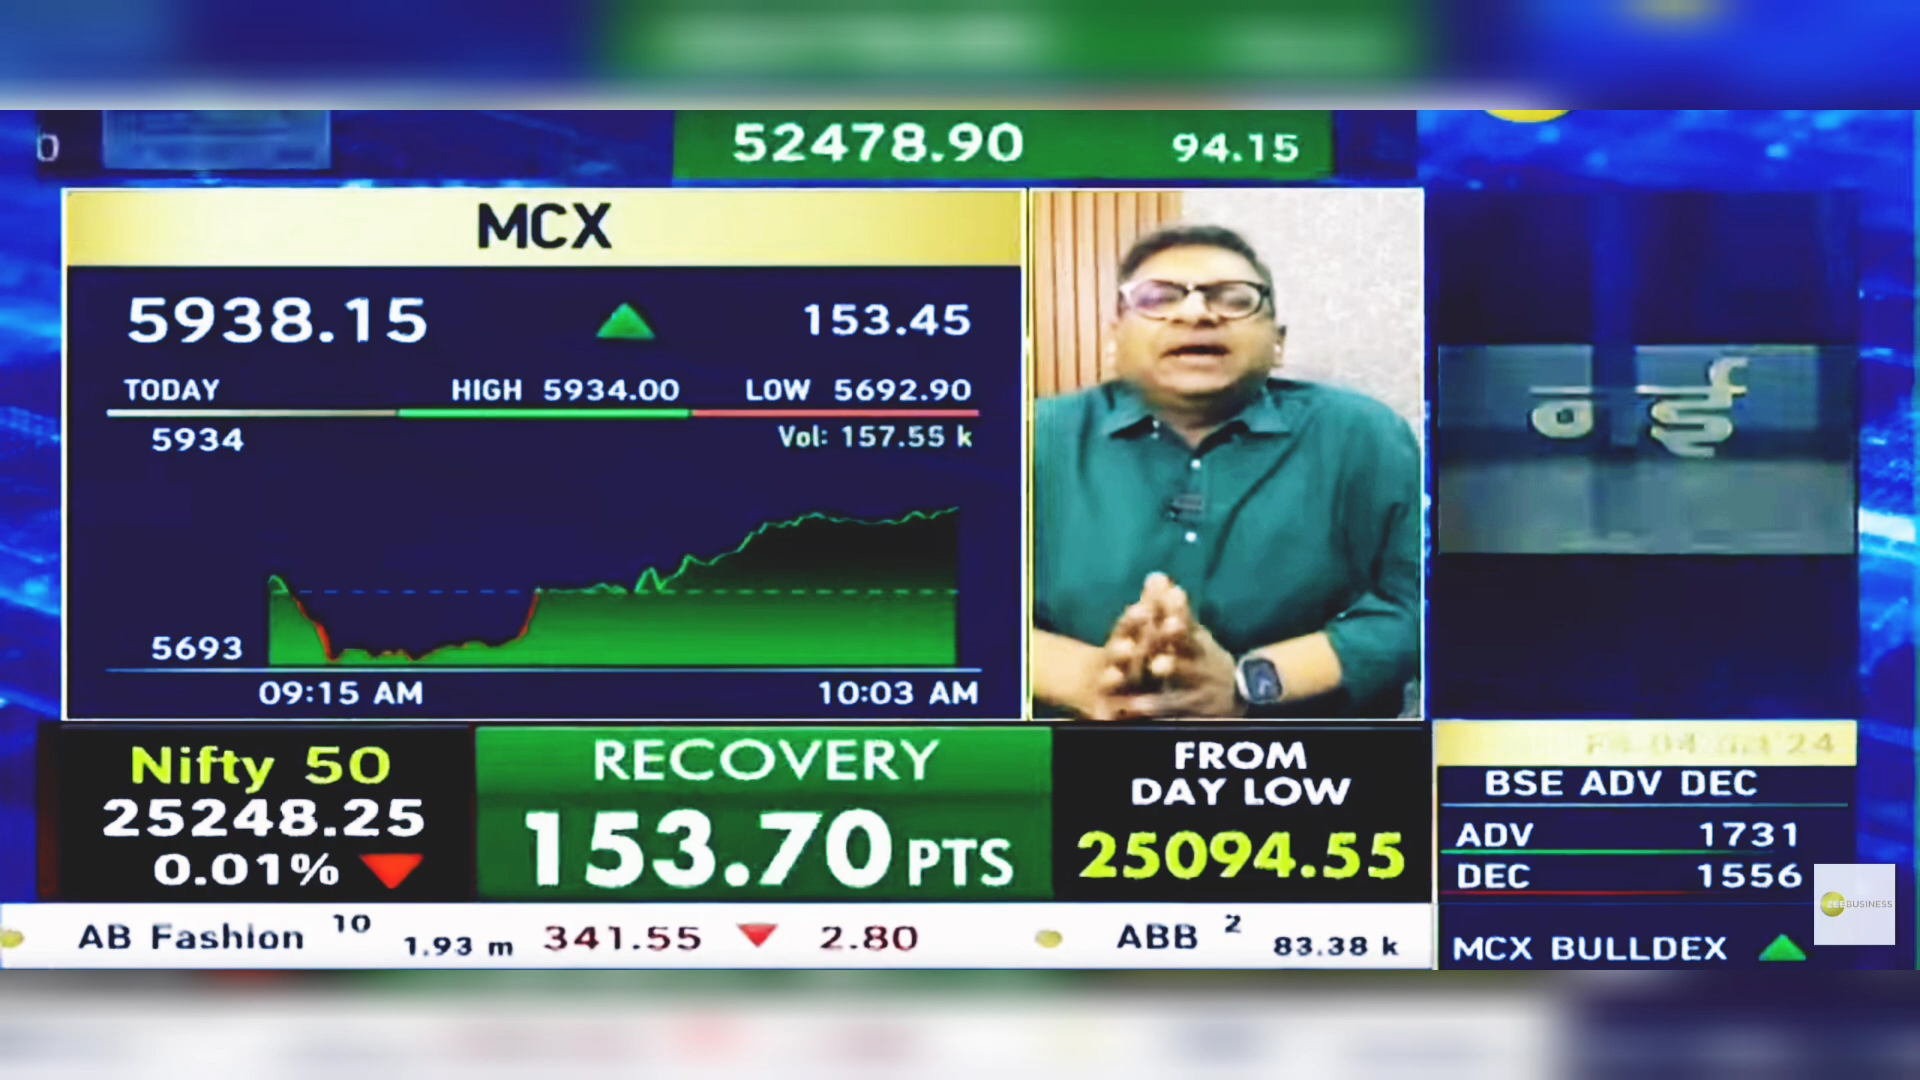 52478.90 94.15
MCX
5938.15 153.45
TODAY HIGH 5934.00 LOW 5692.90
5934 Vol: 157.55 k
5693
09:15 AM 10:03 AM
Nifty 50
25248.25
0.01%
RECOVERY
153.70 PTS
FROM
DAY LOW
25094.55
BSE ADV DEC
ADV 1731
DEC 1556
MCX BULLDEX
ZEEBUSINESS
AB Fashion 10 1.93 m 341.55 2.80 ABB 2 83.38 k